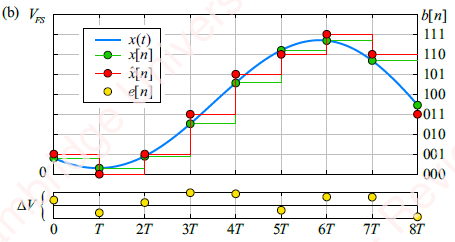 (b) V_FS b[n]
x(t)
x[n]
x̂[n]
e[n]
111
110
101
100
011
010
001
000
0
ΔV
0 T 2T 3T 4T 5T 6T 7T 8T